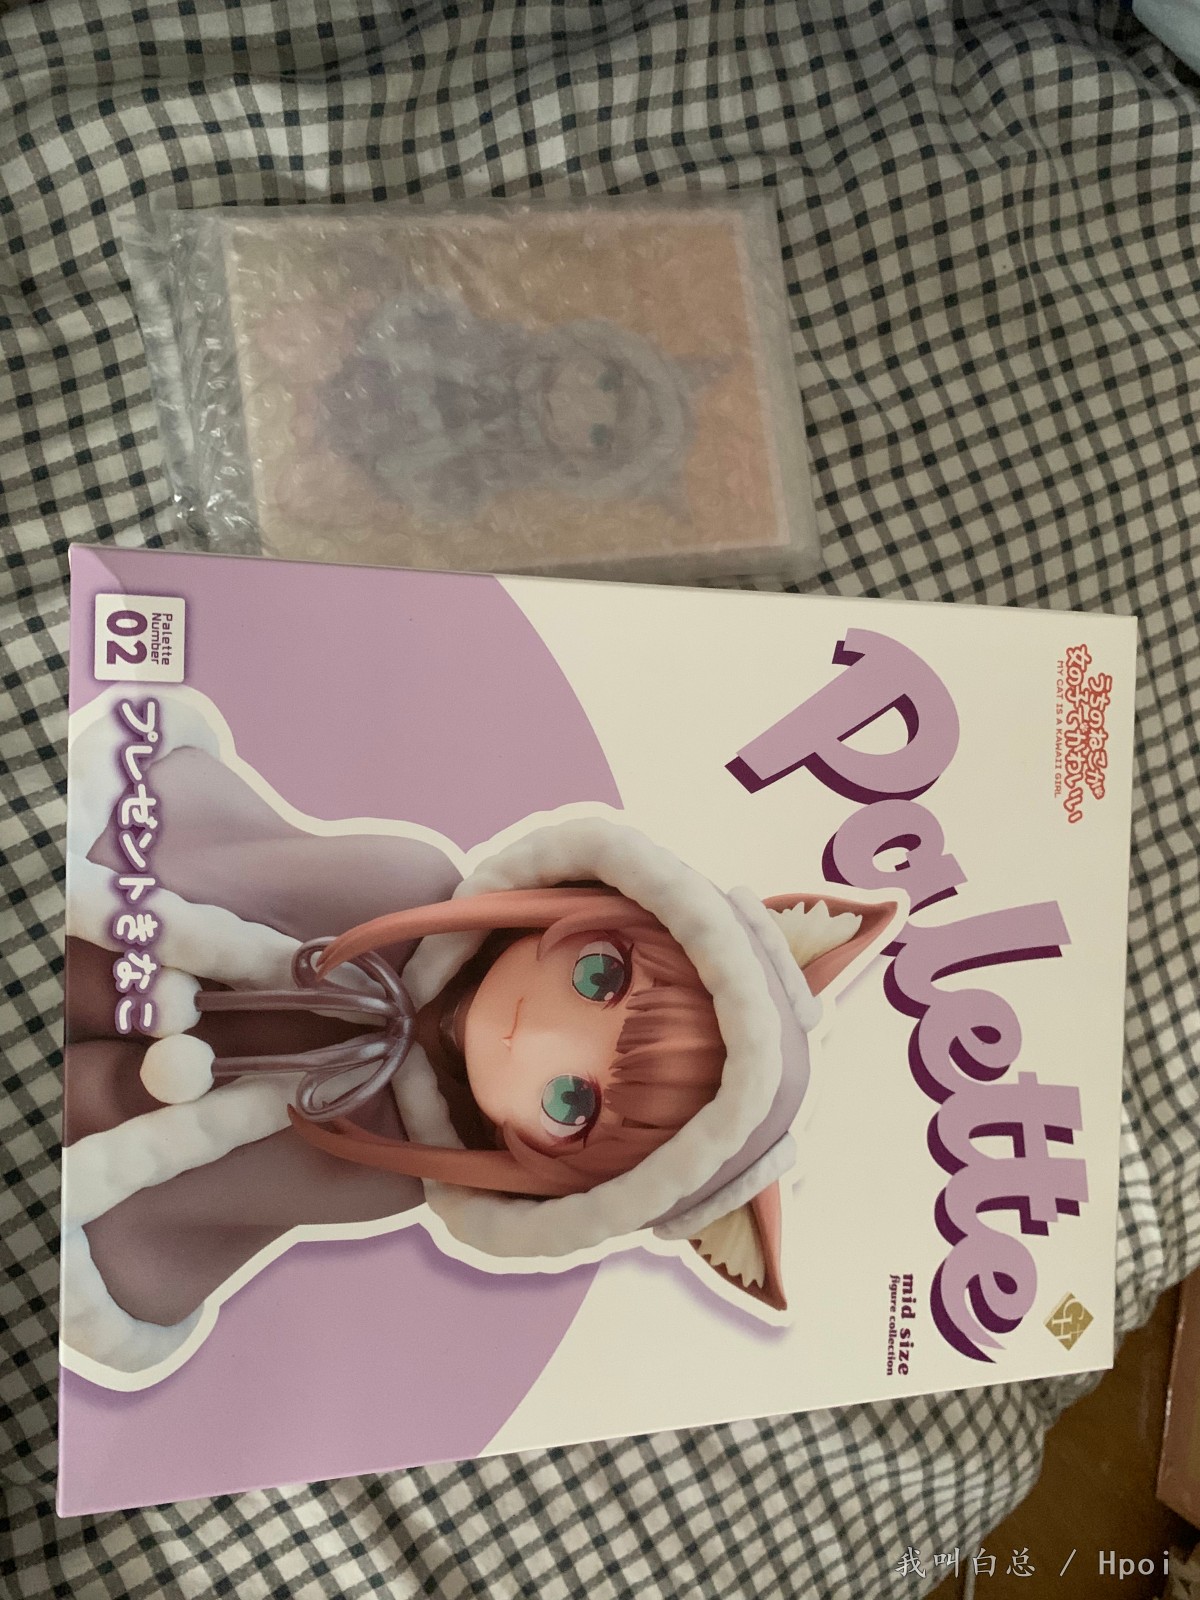 うちのねこが
女の子でかわいい
MY CAT IS A KAWAII GIRL
Palette
mid size
figure collection
Palette
Number
02
プレゼントきなこ
我叫白总 / Hpoi